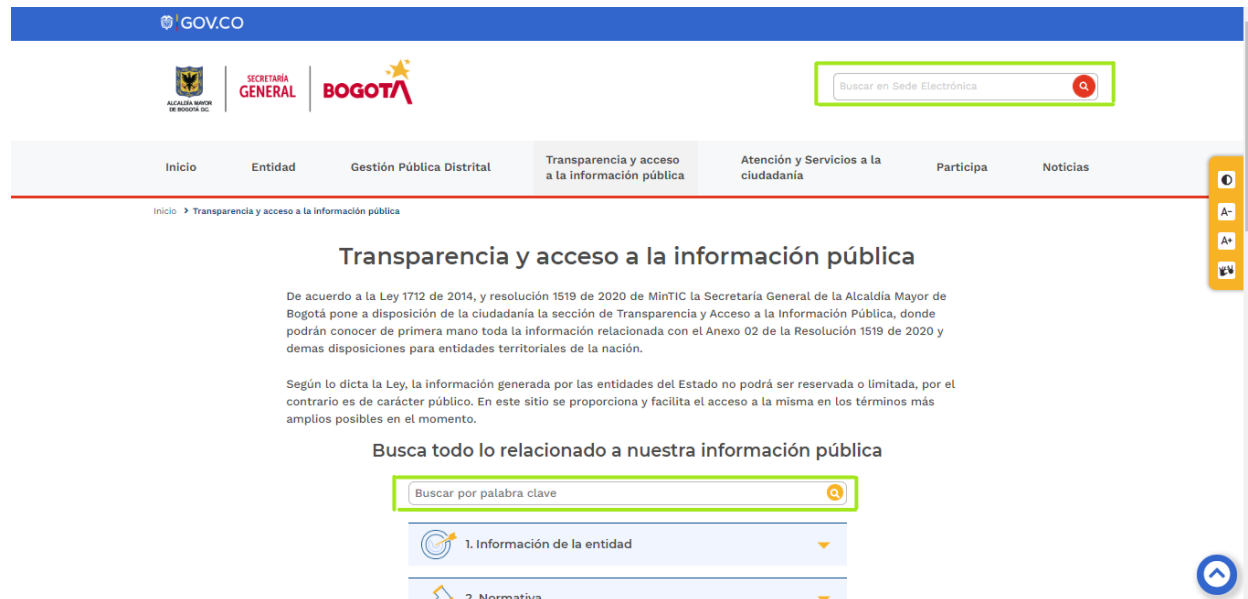 GOV.CO
ALCALDÍA MAYOR
DE BOGOTÁ D.C.
SECRETARÍA
GENERAL
BOGOTÁ
Buscar en Sede Electrónica
Inicio
Entidad
Gestión Pública Distrital
Transparencia y acceso
a la información pública
Atención y Servicios a la
ciudadanía
Participa
Noticias
A-
A+
Inicio > Transparencia y acceso a la información pública
Transparencia y acceso a la información pública
De acuerdo a la Ley 1712 de 2014, y resolución 1519 de 2020 de MinTIC la Secretaría General de la Alcaldía Mayor de
Bogotá pone a disposición de la ciudadanía la sección de Transparencia y Acceso a la Información Pública, donde
podrán conocer de primera mano toda la información relacionada con el Anexo 02 de la Resolución 1519 de 2020 y
demas disposiciones para entidades territoriales de la nación.
Según lo dicta la Ley, la información generada por las entidades del Estado no podrá ser reservada o limitada, por el
contrario es de carácter público. En este sitio se proporciona y facilita el acceso a la misma en los términos más
amplios posibles en el momento.
Busca todo lo relacionado a nuestra información pública
Buscar por palabra clave
1. Información de la entidad
2. Normativa